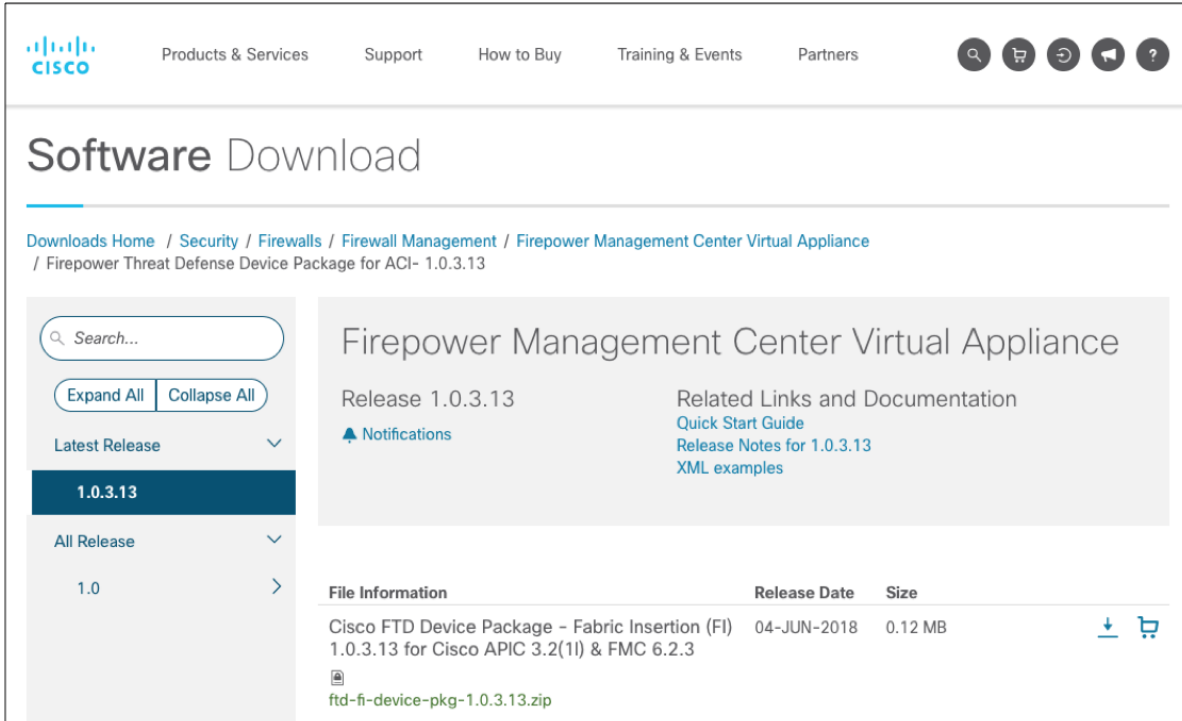 CISCO
Products & Services Support How to Buy Training & Events Partners
?
Software Download
Downloads Home / Security / Firewalls / Firewall Management / Firepower Management Center Virtual Appliance
/ Firepower Threat Defense Device Package for ACI- 1.0.3.13
Search...
Expand All Collapse All
Latest Release
1.0.3.13
All Release
1.0
Firepower Management Center Virtual Appliance
Release 1.0.3.13
Notifications
Related Links and Documentation
Quick Start Guide
Release Notes for 1.0.3.13
XML examples
File Information Release Date Size
Cisco FTD Device Package - Fabric Insertion (FI) 04-JUN-2018 0.12 MB
1.0.3.13 for Cisco APIC 3.2(1l) & FMC 6.2.3
ftd-fi-device-pkg-1.0.3.13.zip